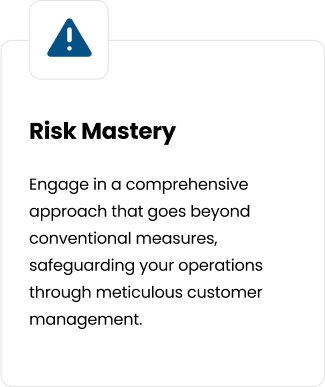 Risk Mastery
Engage in a comprehensive
approach that goes beyond
conventional measures,
safeguarding your operations
through meticulous customer
management.